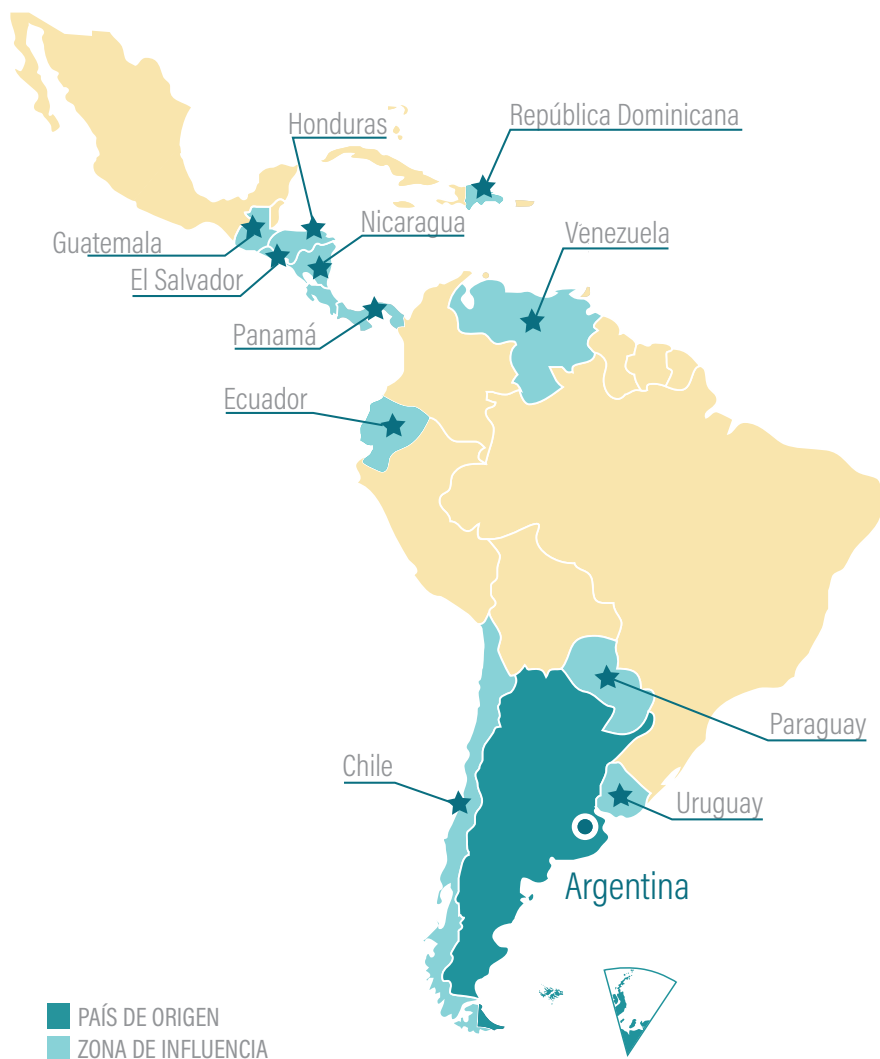 Honduras
República Dominicana
Guatemala
Nicaragua
Venezuela
El Salvador
Panamá
Ecuador
Paraguay
Chile
Uruguay
Argentina
PAÍS DE ORIGEN
ZONA DE INFLUENCIA